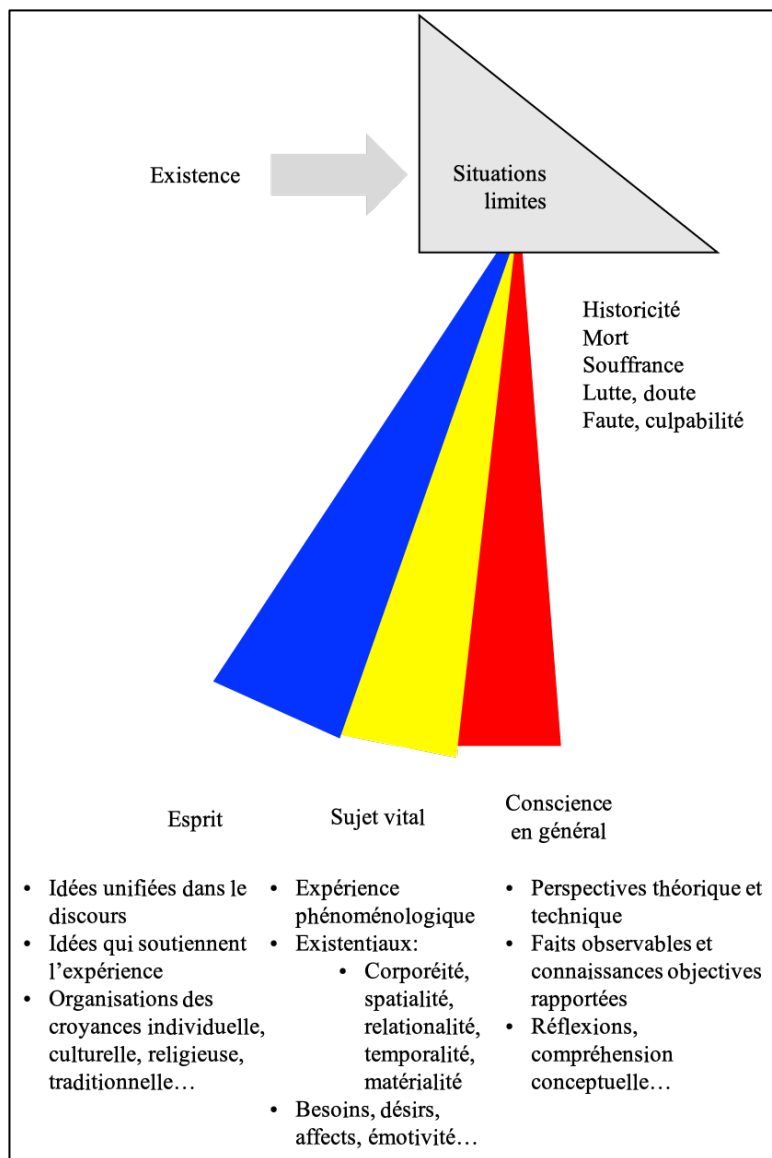 Existence
Situations
limites
Historicité
Mort
Souffrance
Lutte, doute
Faute, culpabilité
Esprit
Sujet vital
Conscience
en général
• Idées unifiées dans le
discours
• Idées qui soutiennent
l’expérience
• Organisations des
croyances individuelle,
culturelle, religieuse,
traditionnelle…
• Expérience
phénoménologique
• Existentiaux:
• Corporéité,
spatialité,
relationalité,
temporalité,
matérialité
• Besoins, désirs,
affects, émotivité…
• Perspectives théorique et
technique
• Faits observables et
connaissances objectives
rapportées
• Réflexions,
compréhension
conceptuelle…